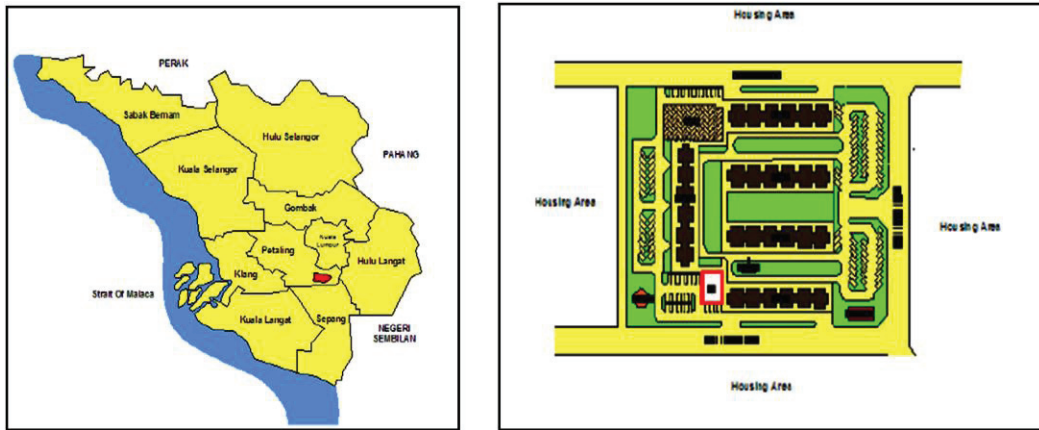 PERAK
Sabak Bernam
Hulu Selangor
PAHANG
Kuala Selangor
Gombak
Kuala
Lumpur
Petaling
Hulu Langat
Klang
Strait Of Malaca
Kuala Langat
Sepang
NEGERI
SEMBILAN
Housing Area
Housing Area
Housing Area
Housing Area